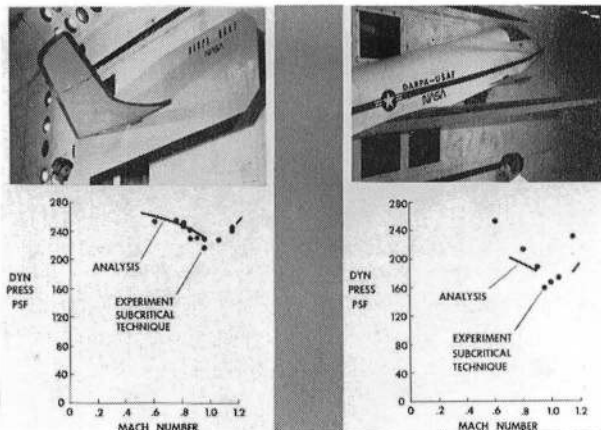 DARPA USAF
NASA
DARPA-USAF
NASA
280
240
200
160
120
80
40
0
DYN
PRESS
PSF
ANALYSIS
EXPERIMENT
SUBCRITICAL
TECHNIQUE
0 .2 .4 .6 .8 1.0 1.2
MACH NUMBER
280
240
200
160
120
80
40
0
DYN
PRESS
PSF
ANALYSIS
EXPERIMENT
SUBCRITICAL
TECHNIQUE
0 .2 .4 .6 .8 1.0 1.2
MACH NUMBER